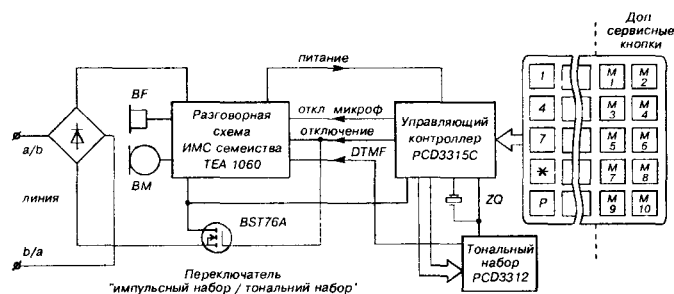 Доп
сервисные
кнопки
питание
BF
a/b
линия
b/a
BM
Разговорная
схема
ИМС семейства
TEA 1060
откл микроф
отключение
DTMF
Управляющий
контроллер
PCD3315C
ZQ
BST76A
Тональный
набор
PCD3312
Переключатель
"импульсный набор / тональний набор"
1
M 1
M 2
4
M 3
M 4
7
M 5
M 6
*
M 7
M 8
P
M 9
M 10